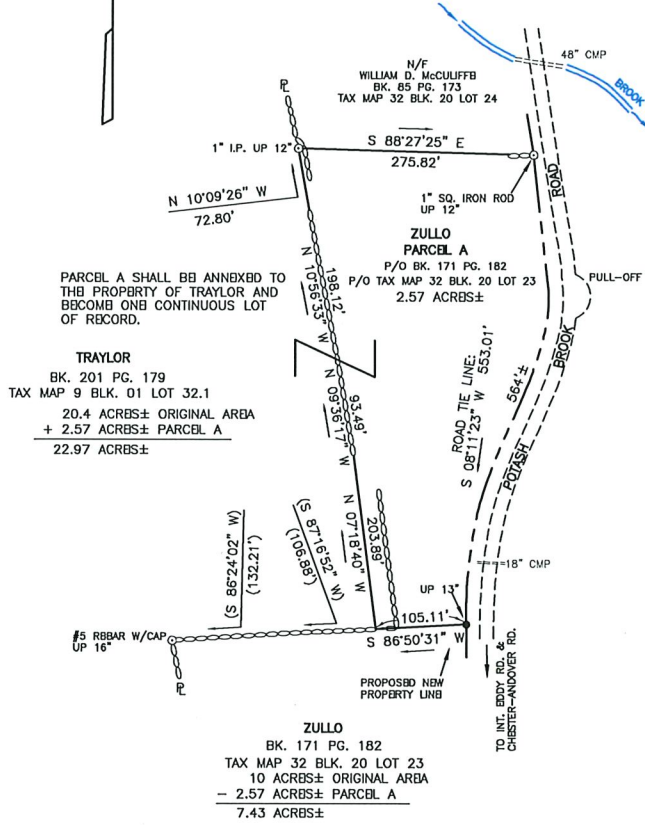 48" CMP
BROOK
N/F
WILLIAM D. McCULIFFE
BK. 85 PG. 173
TAX MAP 32 BLK. 20 LOT 24
PL
1" I.P. UP 12"
S 88°27'25" E
275.82'
N 10°09'26" W
72.80'
1" SQ. IRON ROD
UP 12"
ROAD
ZULLO
PARCEL A
P/O BK. 171 PG. 182
P/O TAX MAP 32 BLK. 20 LOT 23
2.57 ACRES±
PULL-OFF
198.12'
N 10°56'33" W
PARCEL A SHALL BE ANNEXED TO
THE PROPERTY OF TRAYLOR AND
BECOME ONE CONTINUOUS LOT
OF RECORD.
TRAYLOR
BK. 201 PG. 179
TAX MAP 9 BLK. 01 LOT 32.1
20.4 ACRES± ORIGINAL AREA
+ 2.57 ACRES± PARCEL A
22.97 ACRES±
93.49'
N 09°36'17" W
ROAD TIE LINE:
S 08°11'23" W 553.01'
564'±
BROOK
POTASH
(S 86°24'02" W)
(132.21')
(S 87°16'52" W)
(106.88')
203.89'
N 07°18'40" W
18" CMP
UP 13"
105.11'
S 86°50'31" W
#5 REBAR W/CAP
UP 16"
PL
PROPOSED NEW
PROPERTY LINE
TO INT. EDDY RD. &
CHESTER-ANDOVER RD.
ZULLO
BK. 171 PG. 182
TAX MAP 32 BLK. 20 LOT 23
10 ACRES± ORIGINAL AREA
- 2.57 ACRES± PARCEL A
7.43 ACRES±